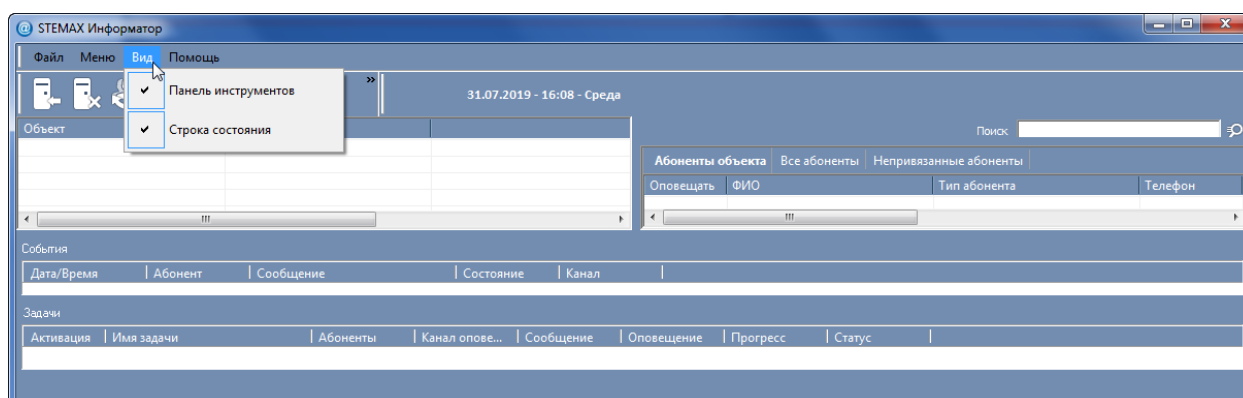 STEMAX Информатор
Файл Меню Вид Помощь
Панель инструментов
Строка состояния
31.07.2019 - 16:08 - Среда
Объект
Поиск
Абоненты объекта Все абоненты Непривязанные абоненты
Оповещать ФИО Тип абонента Телефон
События
Дата/Время Абонент Сообщение Состояние Канал
Задачи
Активация Имя задачи Абоненты Канал опове... Сообщение Оповещение Прогресс Статус